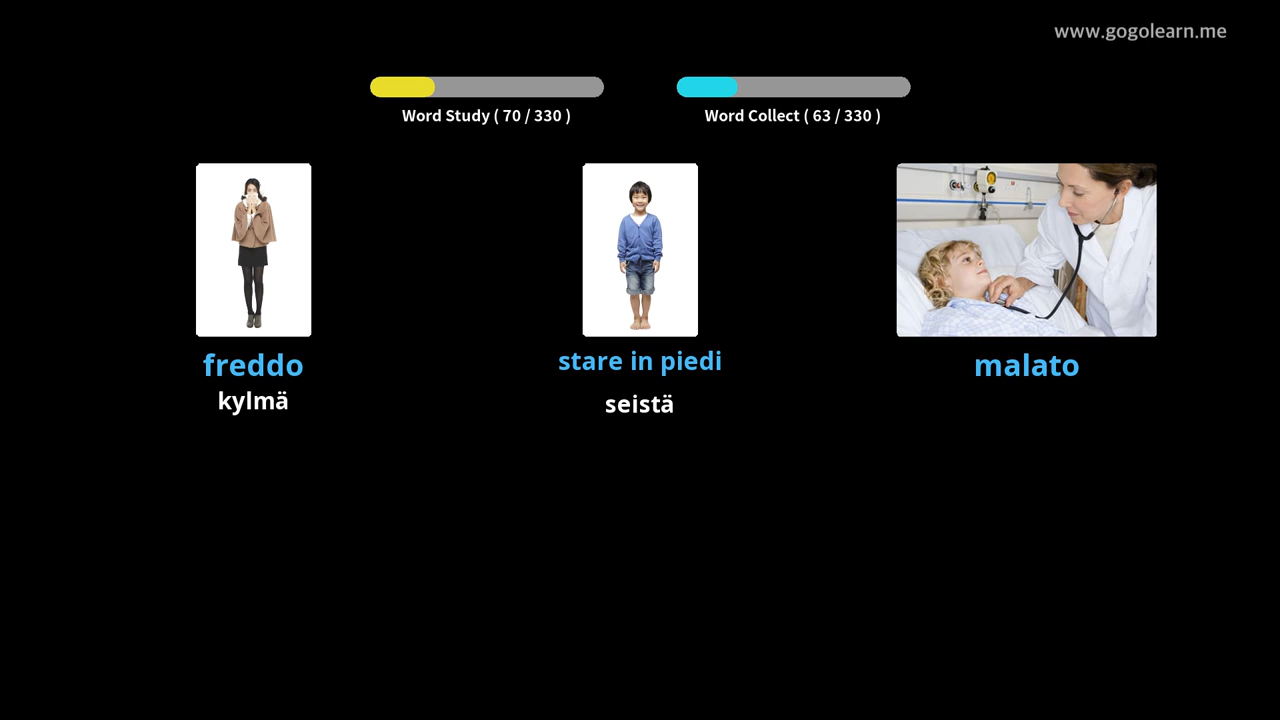 www.gogolearn.me
Word Study ( 70 / 330 )
Word Collect ( 63 / 330 )
freddo
kylmä
stare in piedi
seistä
malato